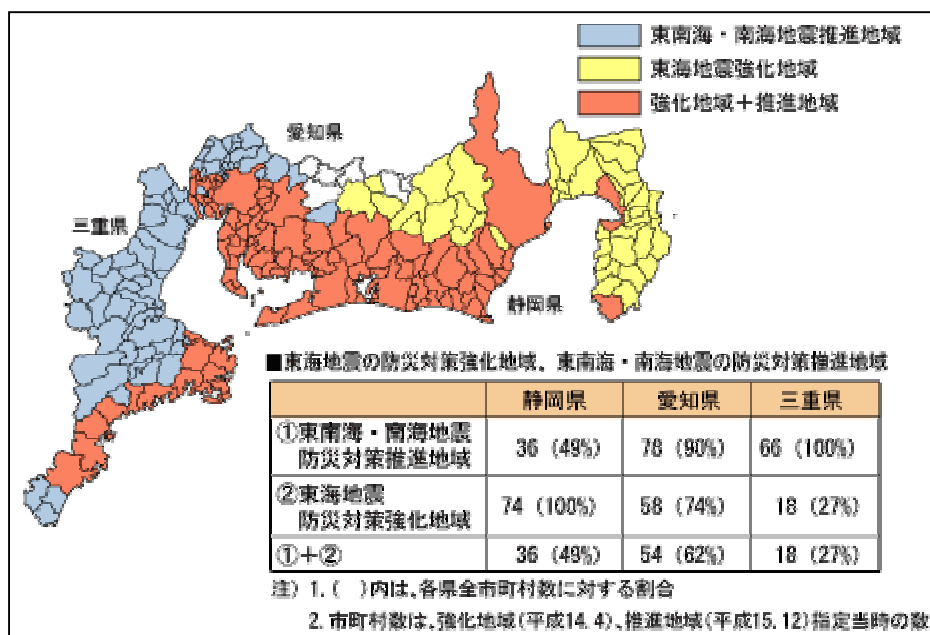 東南海・南海地震推進地域
東海地震強化地域
強化地域＋推進地域
愛知県
三重県
静岡県
■東海地震の防災対策強化地域、東南海・南海地震の防災対策推進地域
静岡県 愛知県 三重県
①東南海・南海地震
防災対策推進地域
36 (49%) 78 (90%) 66 (100%)
②東海地震
防災対策強化地域
74 (100%) 58 (74%) 18 (27%)
①＋② 36 (49%) 54 (62%) 18 (27%)
注) 1. ( )内は、各県全市町村数に対する割合
2. 市町村数は、強化地域(平成14.4)、推進地域(平成15.12)指定当時の数